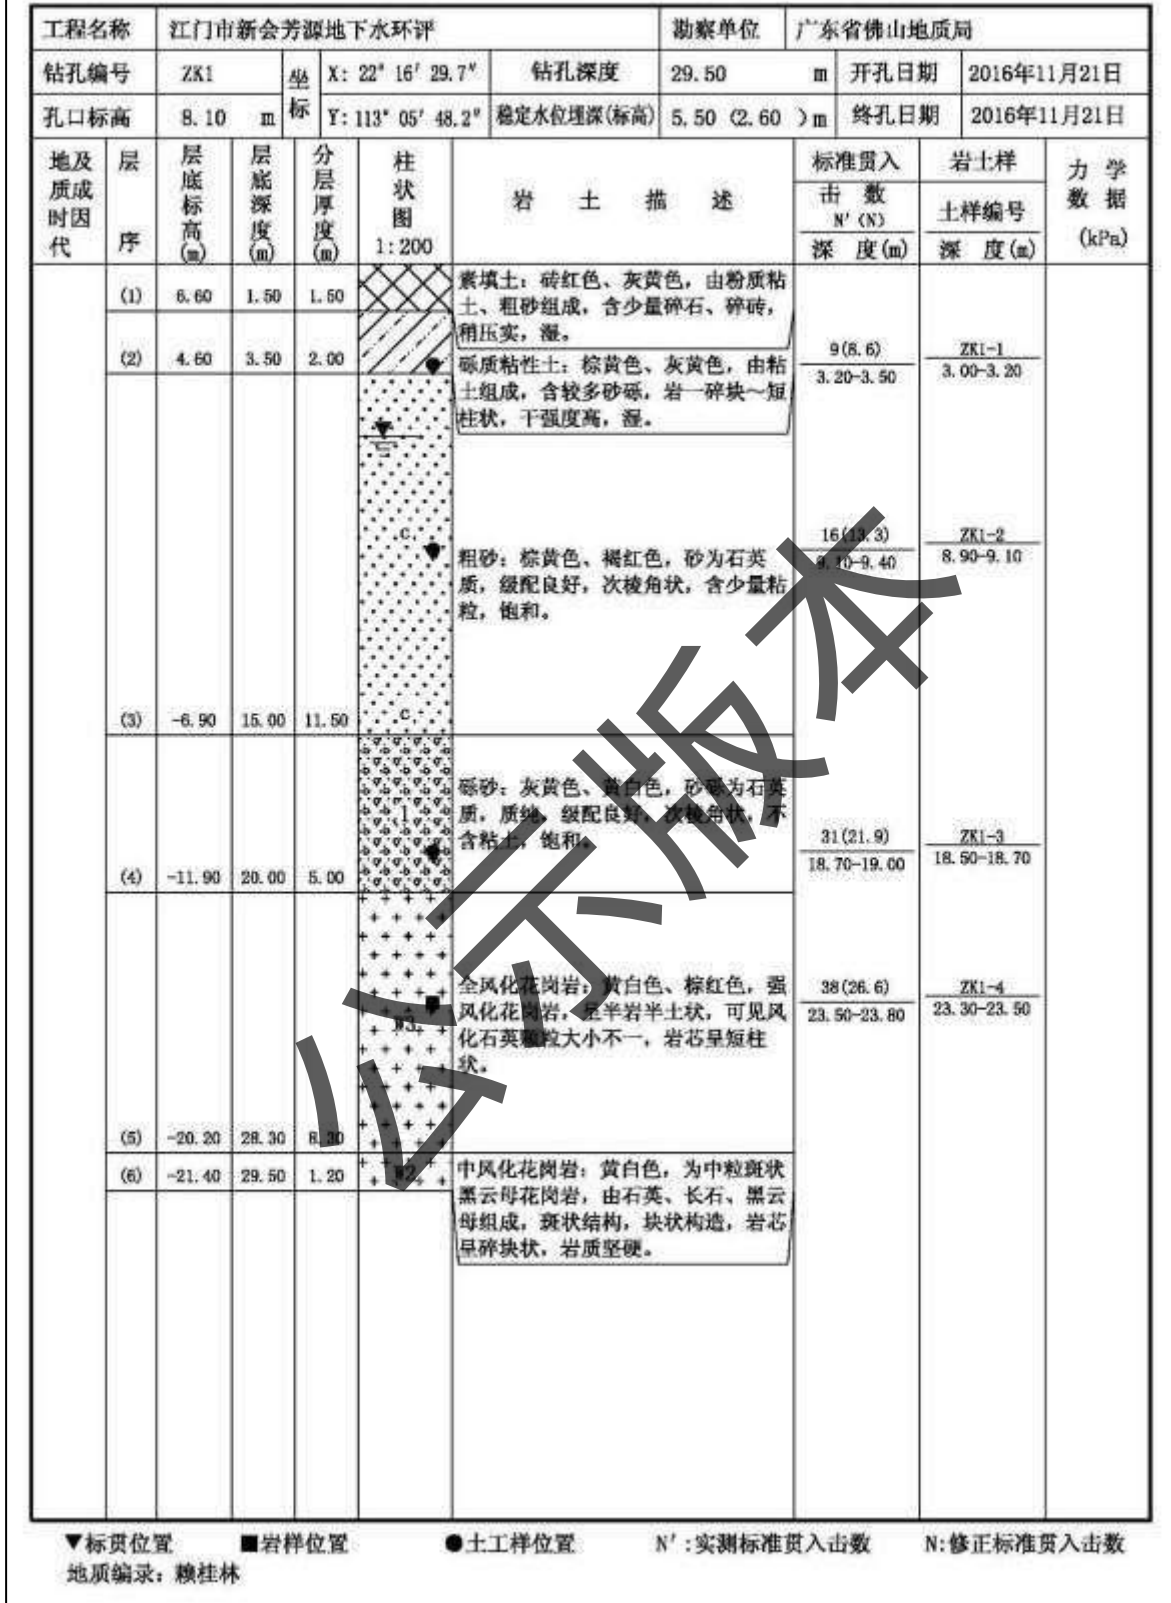 工程名称 江门市新会芳源地下水环评 勘察单位 广东省佛山地质局
钻孔编号 ZK1 坐标 X: 22° 16′ 29.7″ 钻孔深度 29.50 m 开孔日期 2016年11月21日
孔口标高 8.10 m Y: 113° 05′ 48.2″ 稳定水位埋深(标高) 5.50 (2.60 )m 终孔日期 2016年11月21日
地质时代及成因 层序 层底标高(m) 层底深度(m) 分层厚度(m) 柱状图 1:200 岩土描述 标准贯入 岩土样 力学数据 (kPa)
击数 N′(N) 土样编号
深 度(m) 深 度(m)
素填土：砖红色、灰黄色，由粉质粘
(1) 6.60 1.50 1.50 土、粗砂组成，含少量碎石、碎砖，
稍压实，湿。
(2) 4.60 3.50 2.00 砾质粘性土：棕黄色、灰黄色，由粘 9(8.6) ZK1-1
土组成，含较多砂砾，岩一碎块～短 3.20-3.50 3.00-3.20
柱状，干强度高，湿。
C 16(13.3) ZK1-2
粗砂：棕黄色、褐红色，砂为石英 9.10-9.40 8.90-9.10
质，级配良好，次棱角状，含少量粘
粒，饱和。
(3) -6.90 15.00 11.50 C
砾砂：灰黄色、黄白色，砂砾为石英
质，质纯，级配良好，次棱角状，不
含粘土，饱和。 31(21.9) ZK1-3
18.70-19.00 18.50-18.70
(4) -11.90 20.00 5.00
全风化花岗岩：黄白色、棕红色，强 38(26.6) ZK1-4
W3 风化花岗岩，呈半岩半土状，可见风 23.50-23.80 23.30-23.50
化石英颗粒大小不一，岩芯呈短柱
状。
(5) -20.20 28.30 8.30
(6) -21.40 29.50 1.20 W2 中风化花岗岩：黄白色，为中粒斑状
黑云母花岗岩，由石英、长石、黑云
母组成，斑状结构，块状构造，岩芯
呈碎块状，岩质坚硬。
公示版本
▼标贯位置 ■岩样位置 ●土工样位置 N′:实测标准贯入击数 N:修正标准贯入击数
地质编录：赖桂林